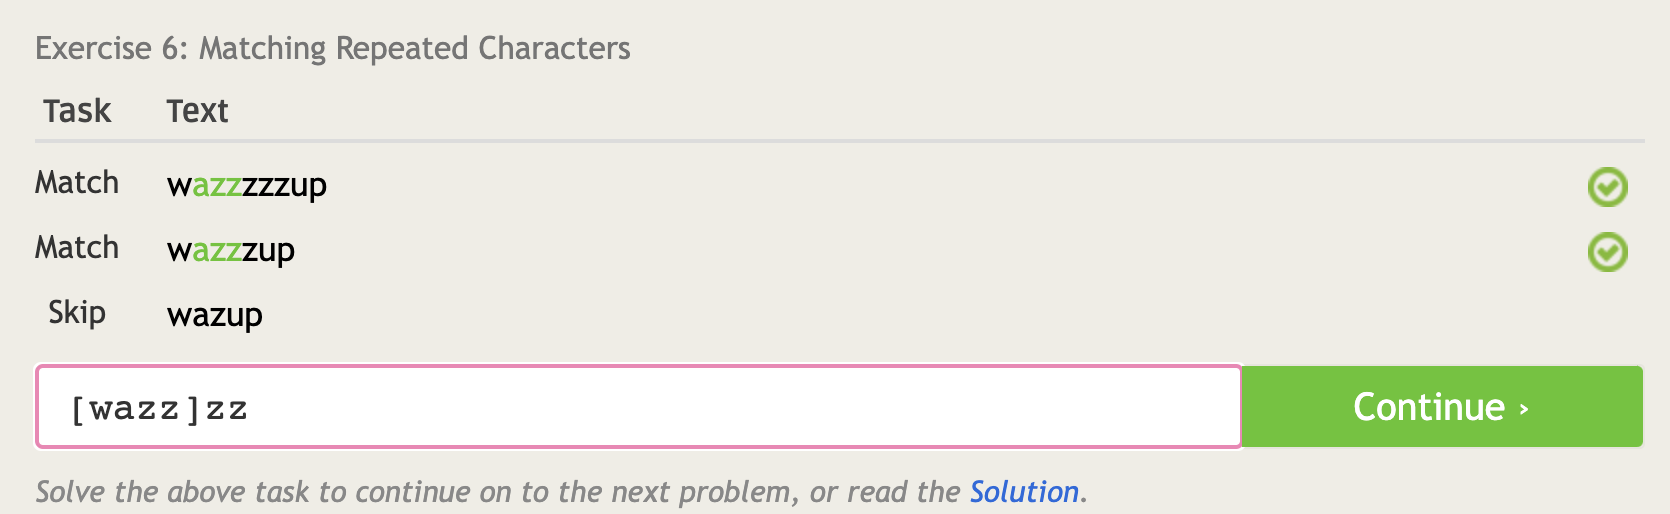 Exercise 6: Matching Repeated Characters
Task Text
Match wazzzzzup
Match wazzzup
Skip wazup
[wazz]zz Continue ›
Solve the above task to continue on to the next problem, or read the Solution.